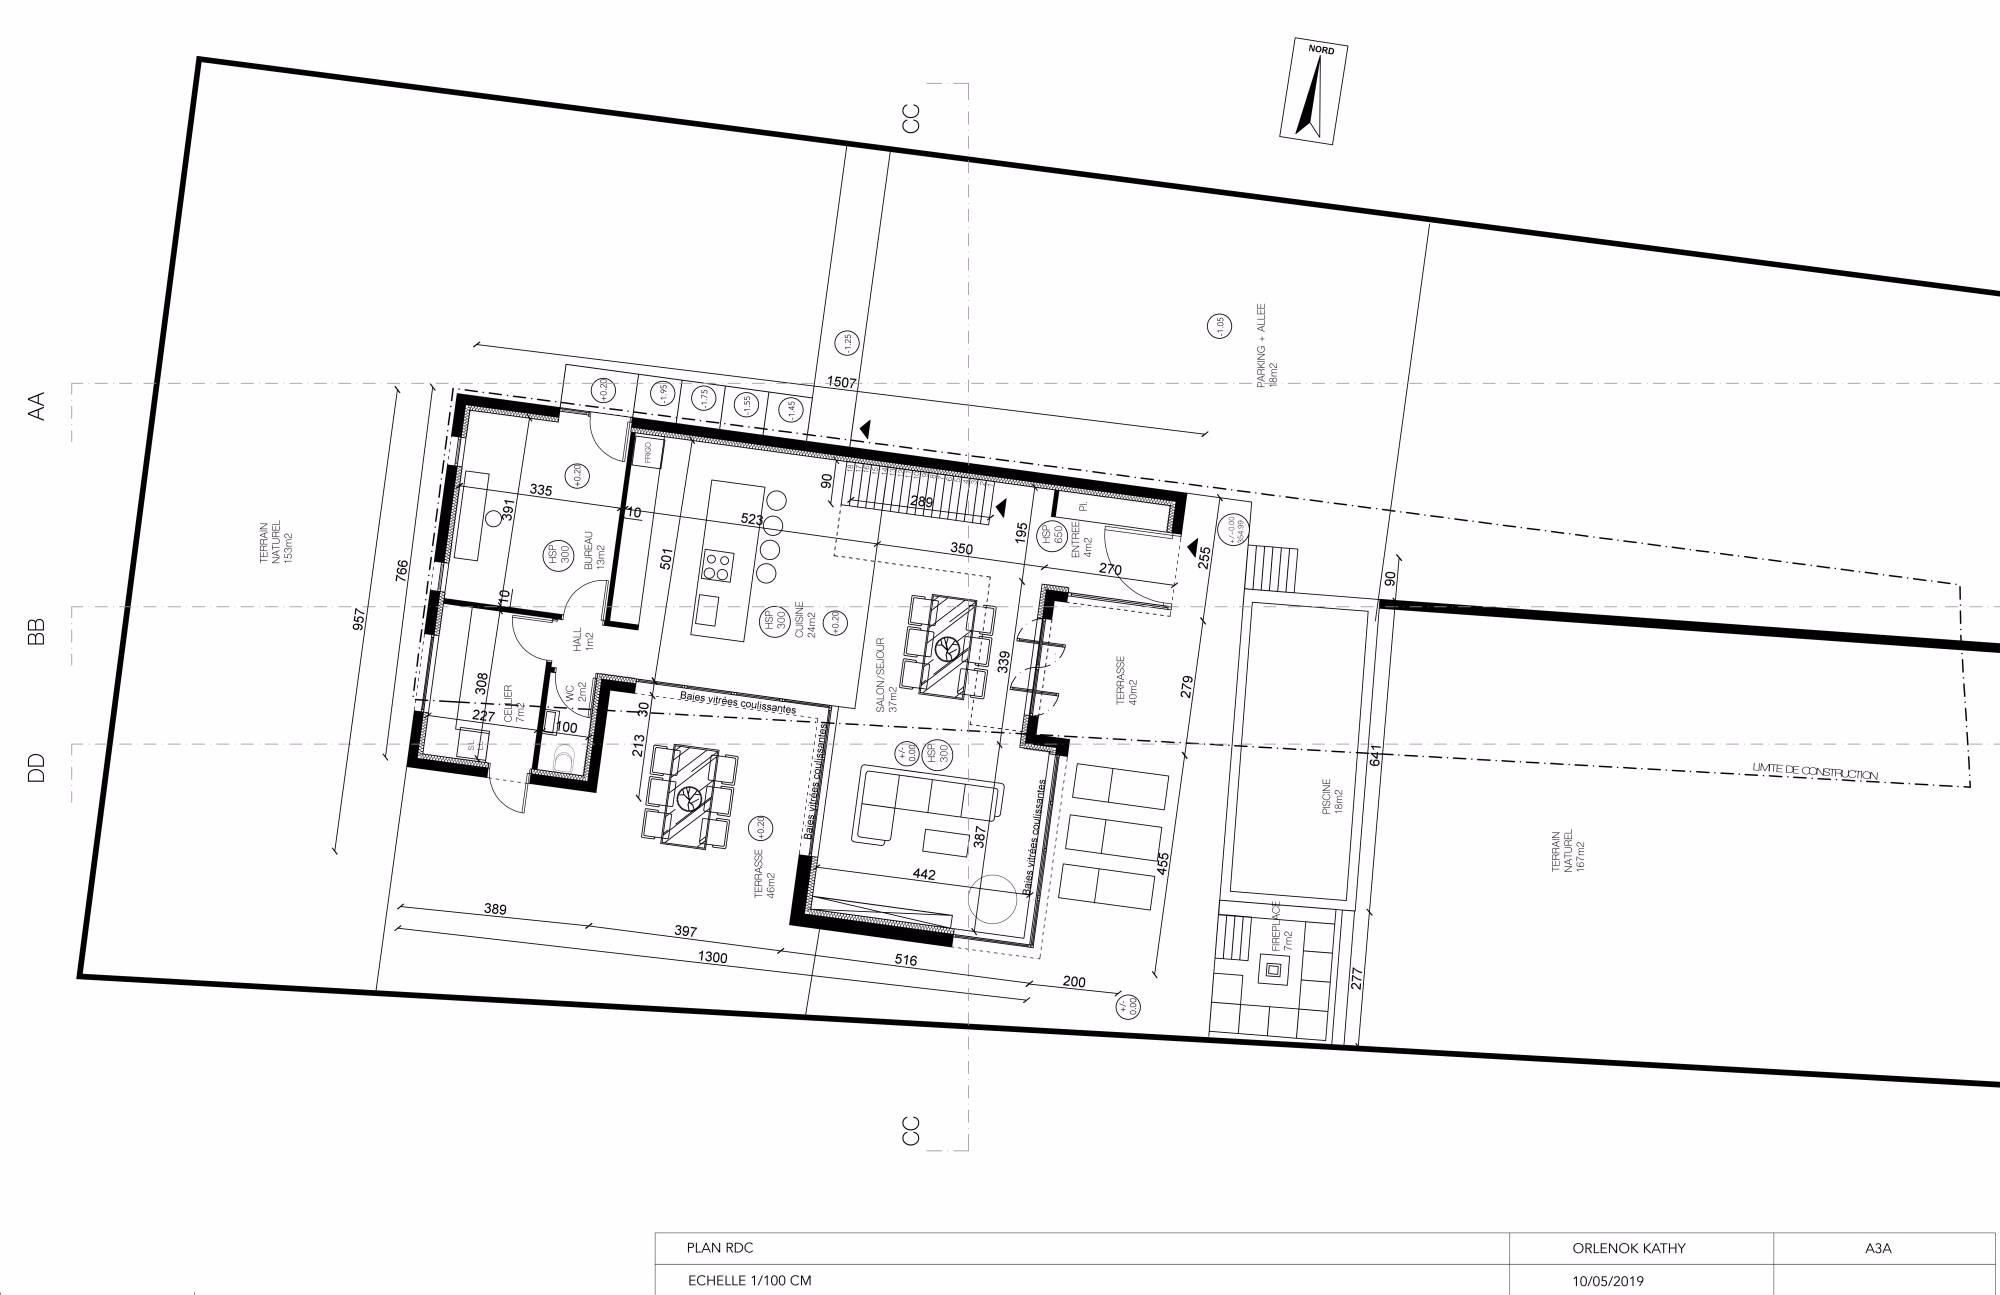 NORD
CC
AA
BB
DD
CC
-1.25
-1.05
PARKING + ALLEE
18m2
1507
+0.20
-1.95
-1.75
-1.55
-1.45
TERRAIN
NATUREL
153m2
957
766
335
391
+0.20
HSP
300
BUREAU
13m2
10
10
FRIGO
501
523
90
289
195
350
HSP
650
ENTREE
4m2
PL
270
255
+/-0.00
354.99
90
HSP
300
CUISINE
24m2
+0.20
HALL
1m2
WC
2m2
100
308
CELLIER
7m2
227
S.L
L.L
30
213
Baies vitrées coulissantes
Baies vitrées coulissantes
Baies vitrées coulissantes
SALON/SEJOUR
37m2
339
+/-
0.00
HSP
300
387
442
TERRASSE
40m2
279
455
641
PISCINE
18m2
LIMITE DE CONSTRUCTION
TERRAIN
NATUREL
167m2
+0.20
TERRASSE
46m2
389
397
516
200
1300
+/-
0.00
FIREPLACE
7m2
277
PLAN RDC
ORLENOK KATHY
A3A
ECHELLE 1/100 CM
10/05/2019